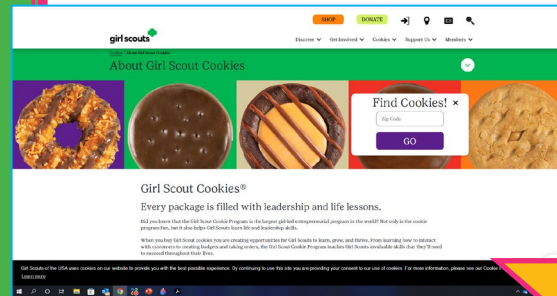 SHOP DONATE
girl scouts
Discover Get Involved Cookies Support Us Members
Cookies / About Girl Scout Cookies
About Girl Scout Cookies
Find Cookies! ×
Zip Code
GO
Girl Scout Cookies®
Every package is filled with leadership and life lessons.
Did you know that the Girl Scout Cookie Program is the largest girl-led entrepreneurial program in the world? Not only is the cookie
program fun, but it also helps Girl Scouts learn life and leadership skills.
When you buy Girl Scout cookies you are creating opportunities for Girl Scouts to learn, grow, and thrive. From learning how to interact
with customers to creating budgets and taking orders, the Girl Scout Cookie Program teaches Girl Scouts invaluable skills that they'll need
to succeed throughout their lives.
Girl Scouts of the USA uses cookies on our website to provide you with the best possible experience. By continuing to use this site you are providing your consent to our use of cookies. For more information, please see our Cookie
Learn more